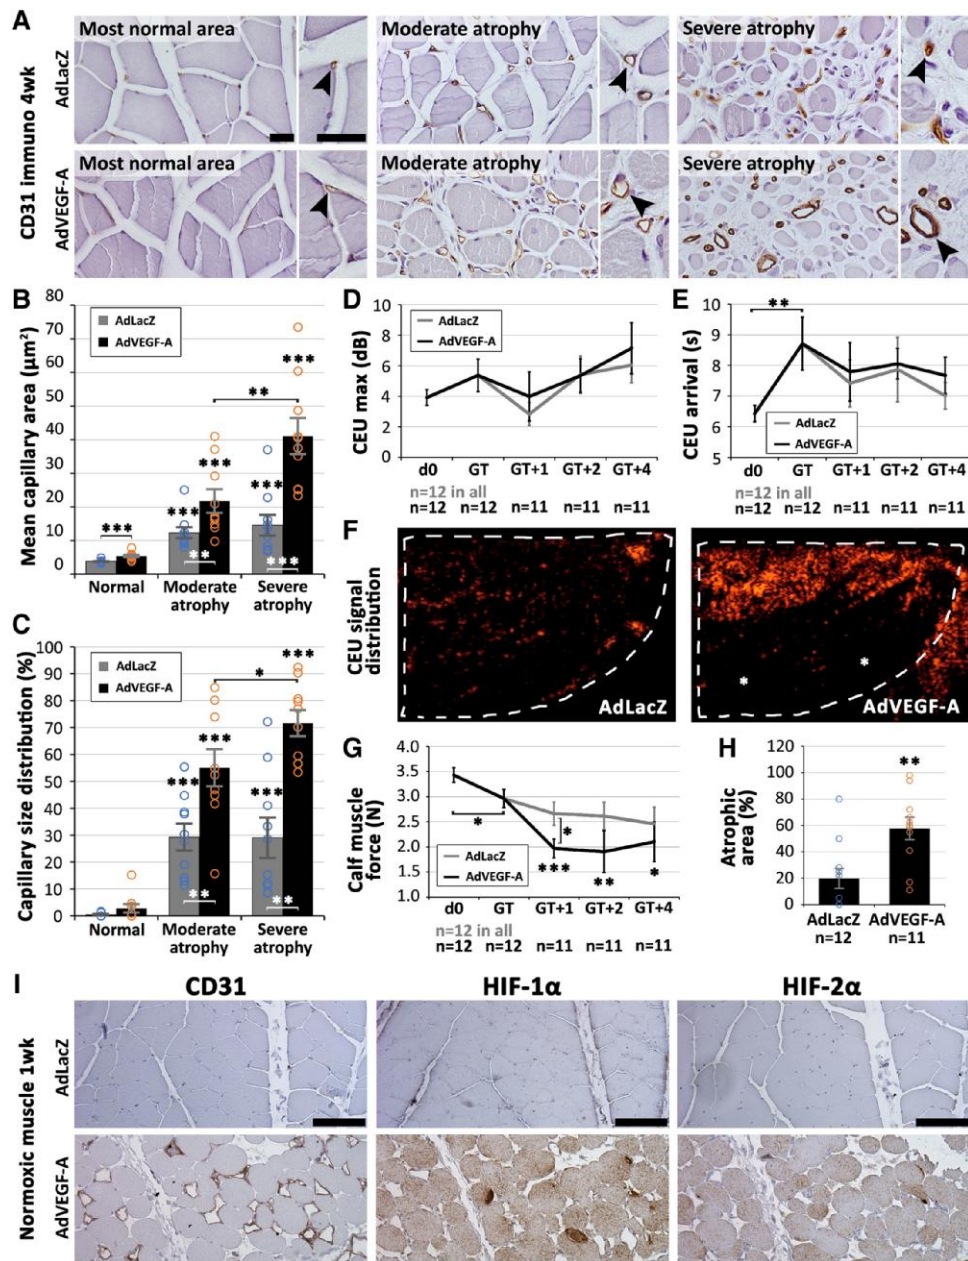 A
CD31 immuno 4wk
AdLacZ
Most normal area
Moderate atrophy
Severe atrophy
AdVEGF-A
Most normal area
Moderate atrophy
Severe atrophy
B
Mean capillary area (µm²)
80
70
60
50
40
30
20
10
0
AdLacZ
AdVEGF-A
***
***
***
**
***
***
**
***
Normal
Moderate atrophy
Severe atrophy
C
Capillary size distribution (%)
100
90
80
70
60
50
40
30
20
10
0
AdLacZ
AdVEGF-A
***
***
**
*
***
***
**
Normal
Moderate atrophy
Severe atrophy
D
CEU max (dB)
10
8
6
4
2
0
AdLacZ
AdVEGF-A
d0 GT GT+1 GT+2 GT+4
n=12 in all
n=12 n=12 n=11 n=11 n=11
E
CEU arrival (s)
10
9
8
7
6
5
**
AdLacZ
AdVEGF-A
d0 GT GT+1 GT+2 GT+4
n=12 in all
n=12 n=12 n=11 n=11 n=11
F
CEU signal distribution
AdLacZ
* *
AdVEGF-A
G
Calf muscle force (N)
4.0
3.5
3.0
2.5
2.0
1.5
1.0
*
*
***
**
*
AdLacZ
AdVEGF-A
d0 GT GT+1 GT+2 GT+4
n=12 in all
n=12 n=12 n=11 n=11 n=11
H
Atrophic area (%)
120
100
80
60
40
20
0
**
AdLacZ AdVEGF-A
n=12 n=11
I
CD31 HIF-1α HIF-2α
Normoxic muscle 1wk
AdLacZ
AdVEGF-A